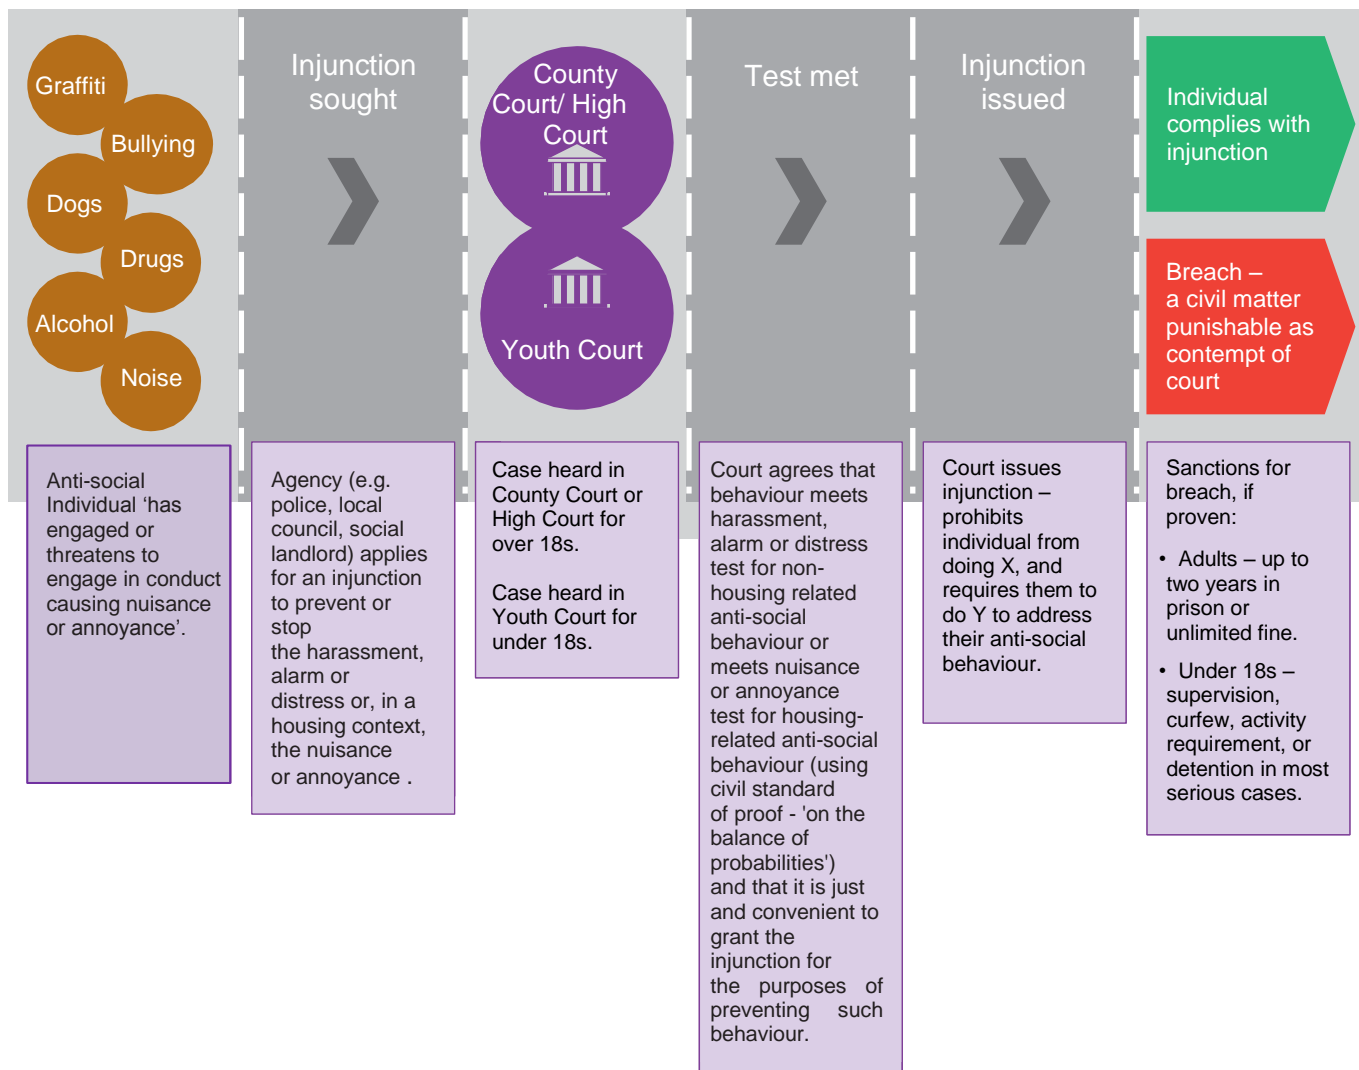 Graffiti
Bullying
Dogs
Drugs
Alcohol
Noise
Injunction
sought
County
Court/ High
Court
Youth Court
Test met
Injunction
issued
Individual
complies with
injunction
Breach –
a civil matter
punishable as
contempt of
court
Anti-social
Individual ‘has
engaged or
threatens to
engage in conduct
causing nuisance
or annoyance’.
Agency (e.g.
police, local
council, social
landlord) applies
for an injunction
to prevent or
stop
the harassment,
alarm or
distress or, in a
housing context,
the nuisance
or annoyance .
Case heard in
County Court or
High Court for
over 18s.
Case heard in
Youth Court for
under 18s.
Court agrees that
behaviour meets
harassment,
alarm or distress
test for non-
housing related
anti-social
behaviour or
meets nuisance
or annoyance
test for housing-
related anti-social
behaviour (using
civil standard
of proof - 'on the
balance of
probabilities')
and that it is just
and convenient to
grant the
injunction for
the purposes of
preventing such
behaviour.
Court issues
injunction –
prohibits
individual from
doing X, and
requires them to
do Y to address
their anti-social
behaviour.
Sanctions for
breach, if
proven:
• Adults – up to
two years in
prison or
unlimited fine.
• Under 18s –
supervision,
curfew, activity
requirement, or
detention in most
serious cases.